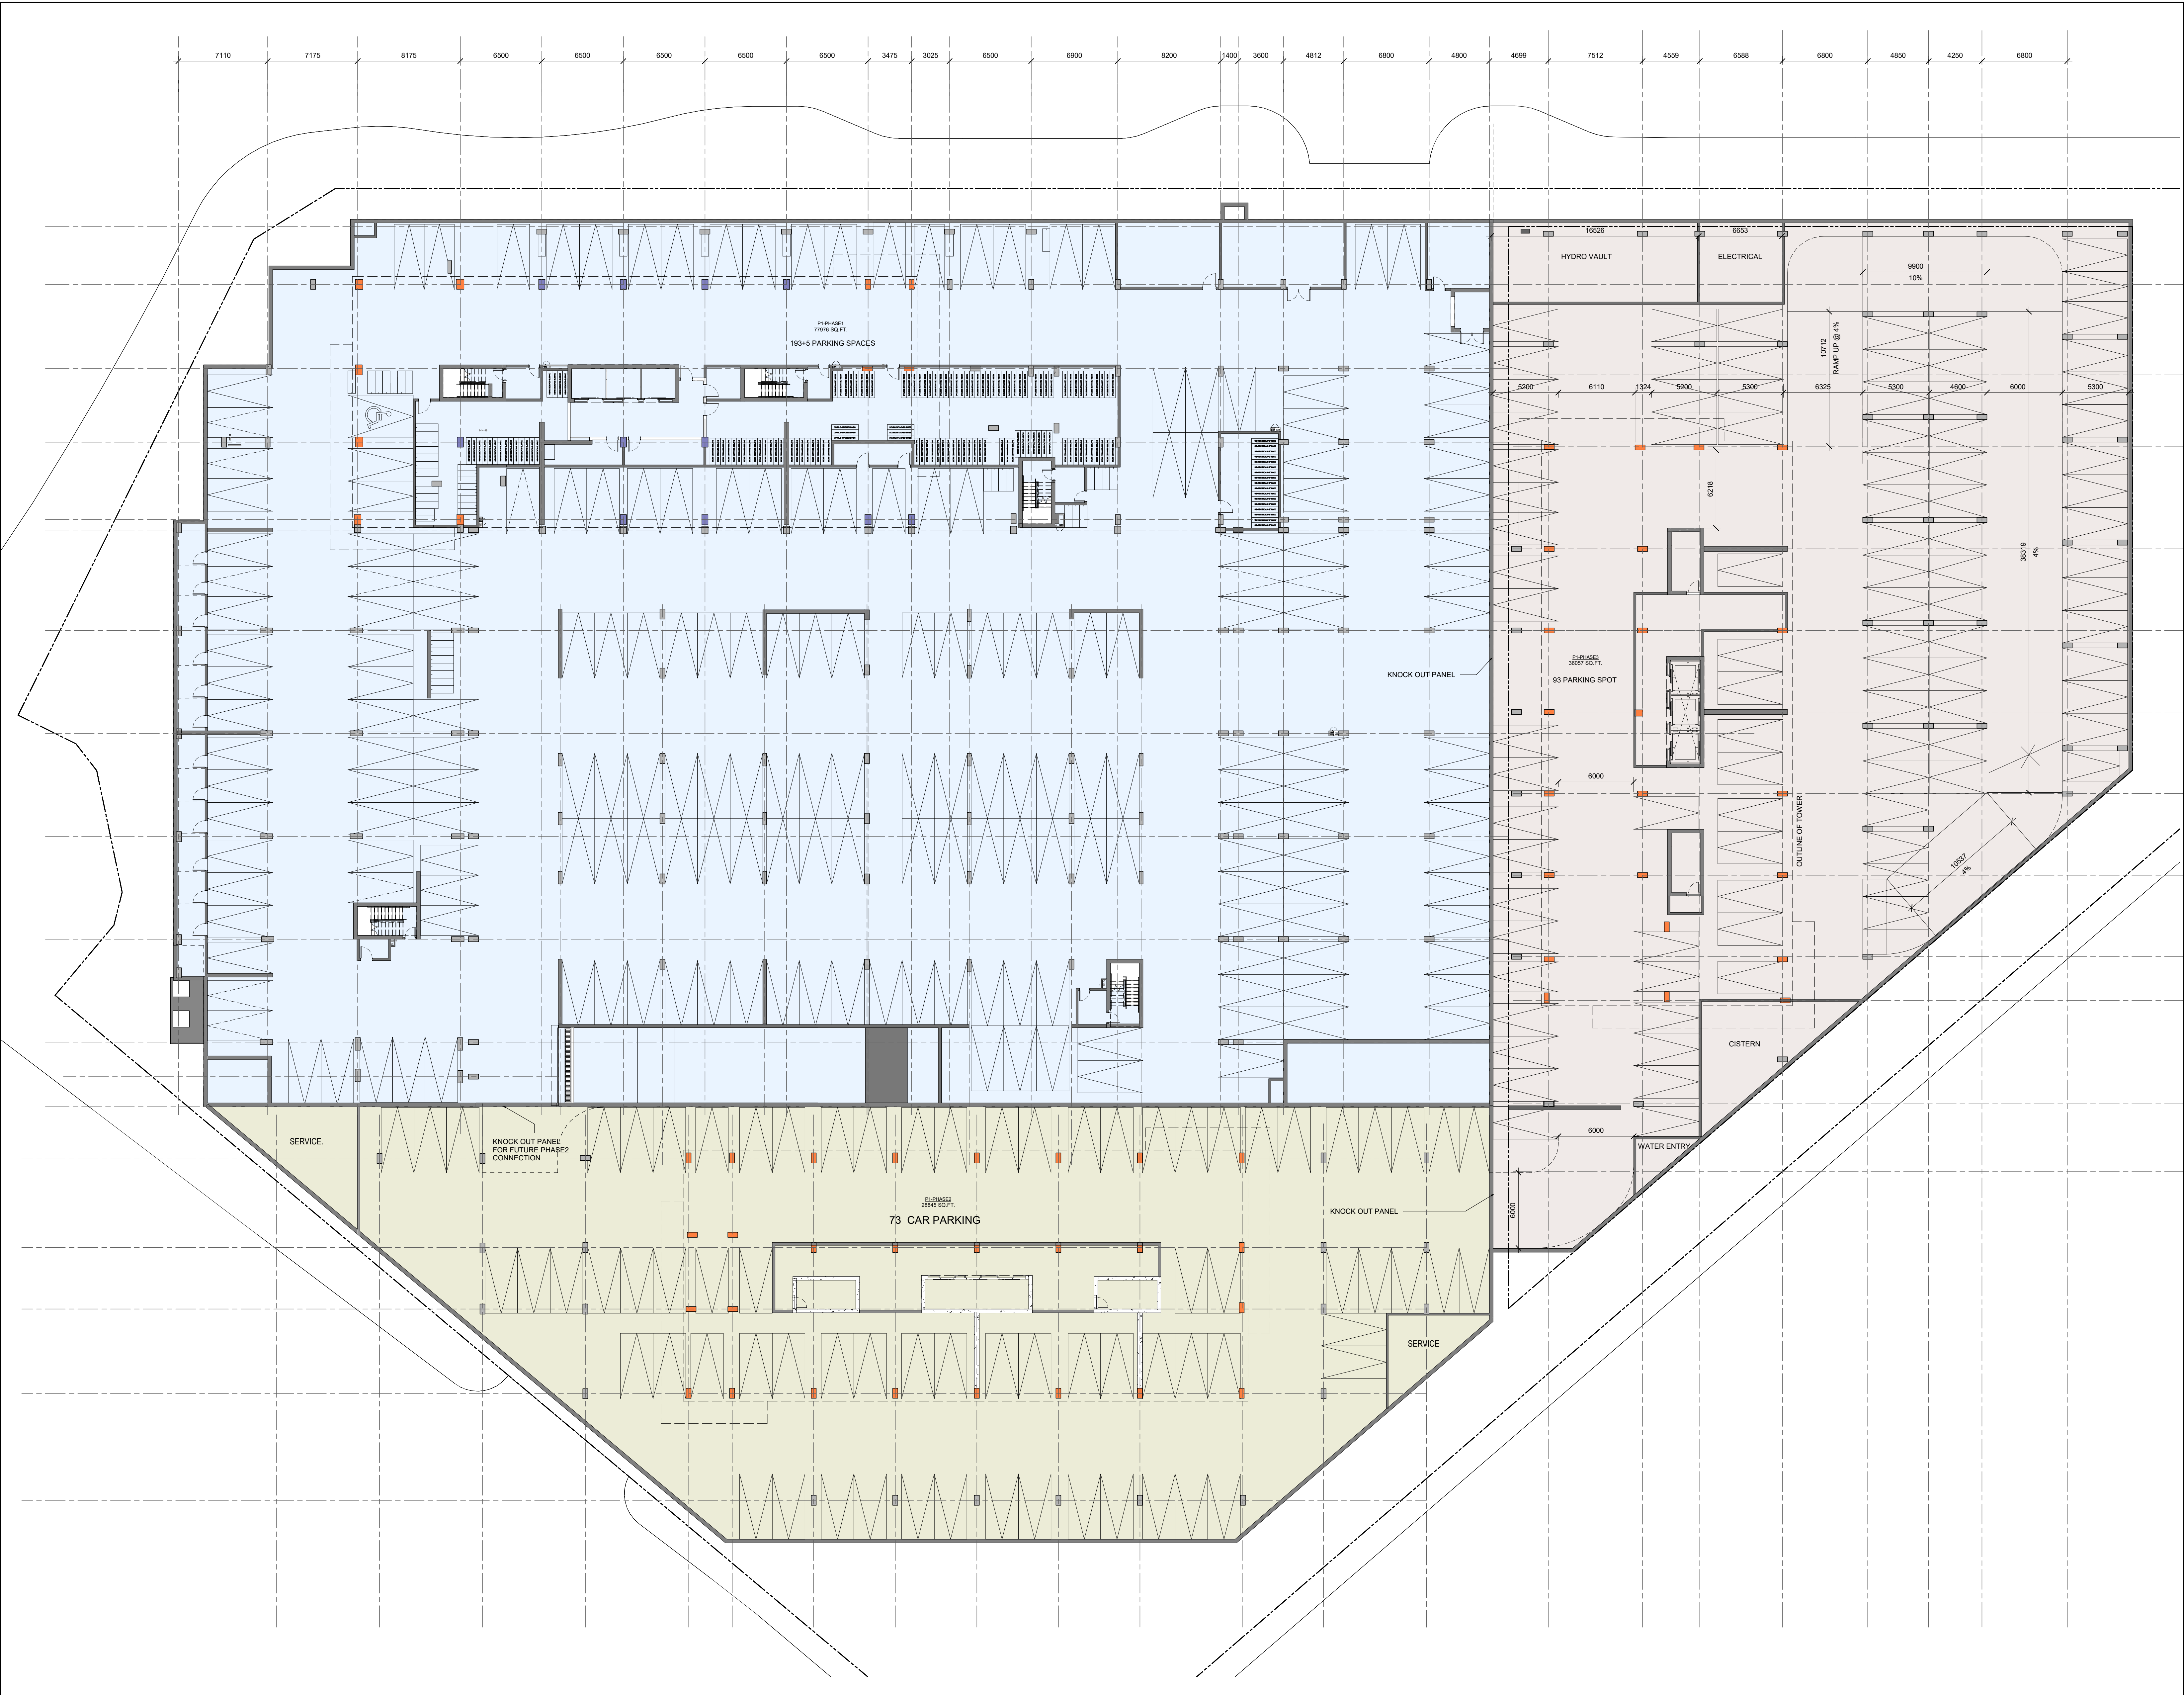 7110 7175 8175 6500 6500 6500 6500 6500 3475 3025 6500 6900 8200 1400 3600 4812 6800 4800 4699 7512 4559 6588 6800 4850 4250 6800
16526
6653
HYDRO VAULT
ELECTRICAL
9900
10%
P1-PHASE1
77976 SQ.FT.
193+5 PARKING SPACES
10712
RAMP UP @ 4%
5200 6110 1324 5200 5300 6325 5300 4600 6000 5300
6218
38319
4%
P1-PHASE3
36057 SQ.FT.
93 PARKING SPOT
KNOCK OUT PANEL
6000
OUTLINE OF TOWER
10537
4%
CISTERN
SERVICE.
KNOCK OUT PANEL
FOR FUTURE PHASE2
CONNECTION
6000
WATER ENTRY
P1-PHASE2
28845 SQ.FT.
73 CAR PARKING
KNOCK OUT PANEL
6000
SERVICE